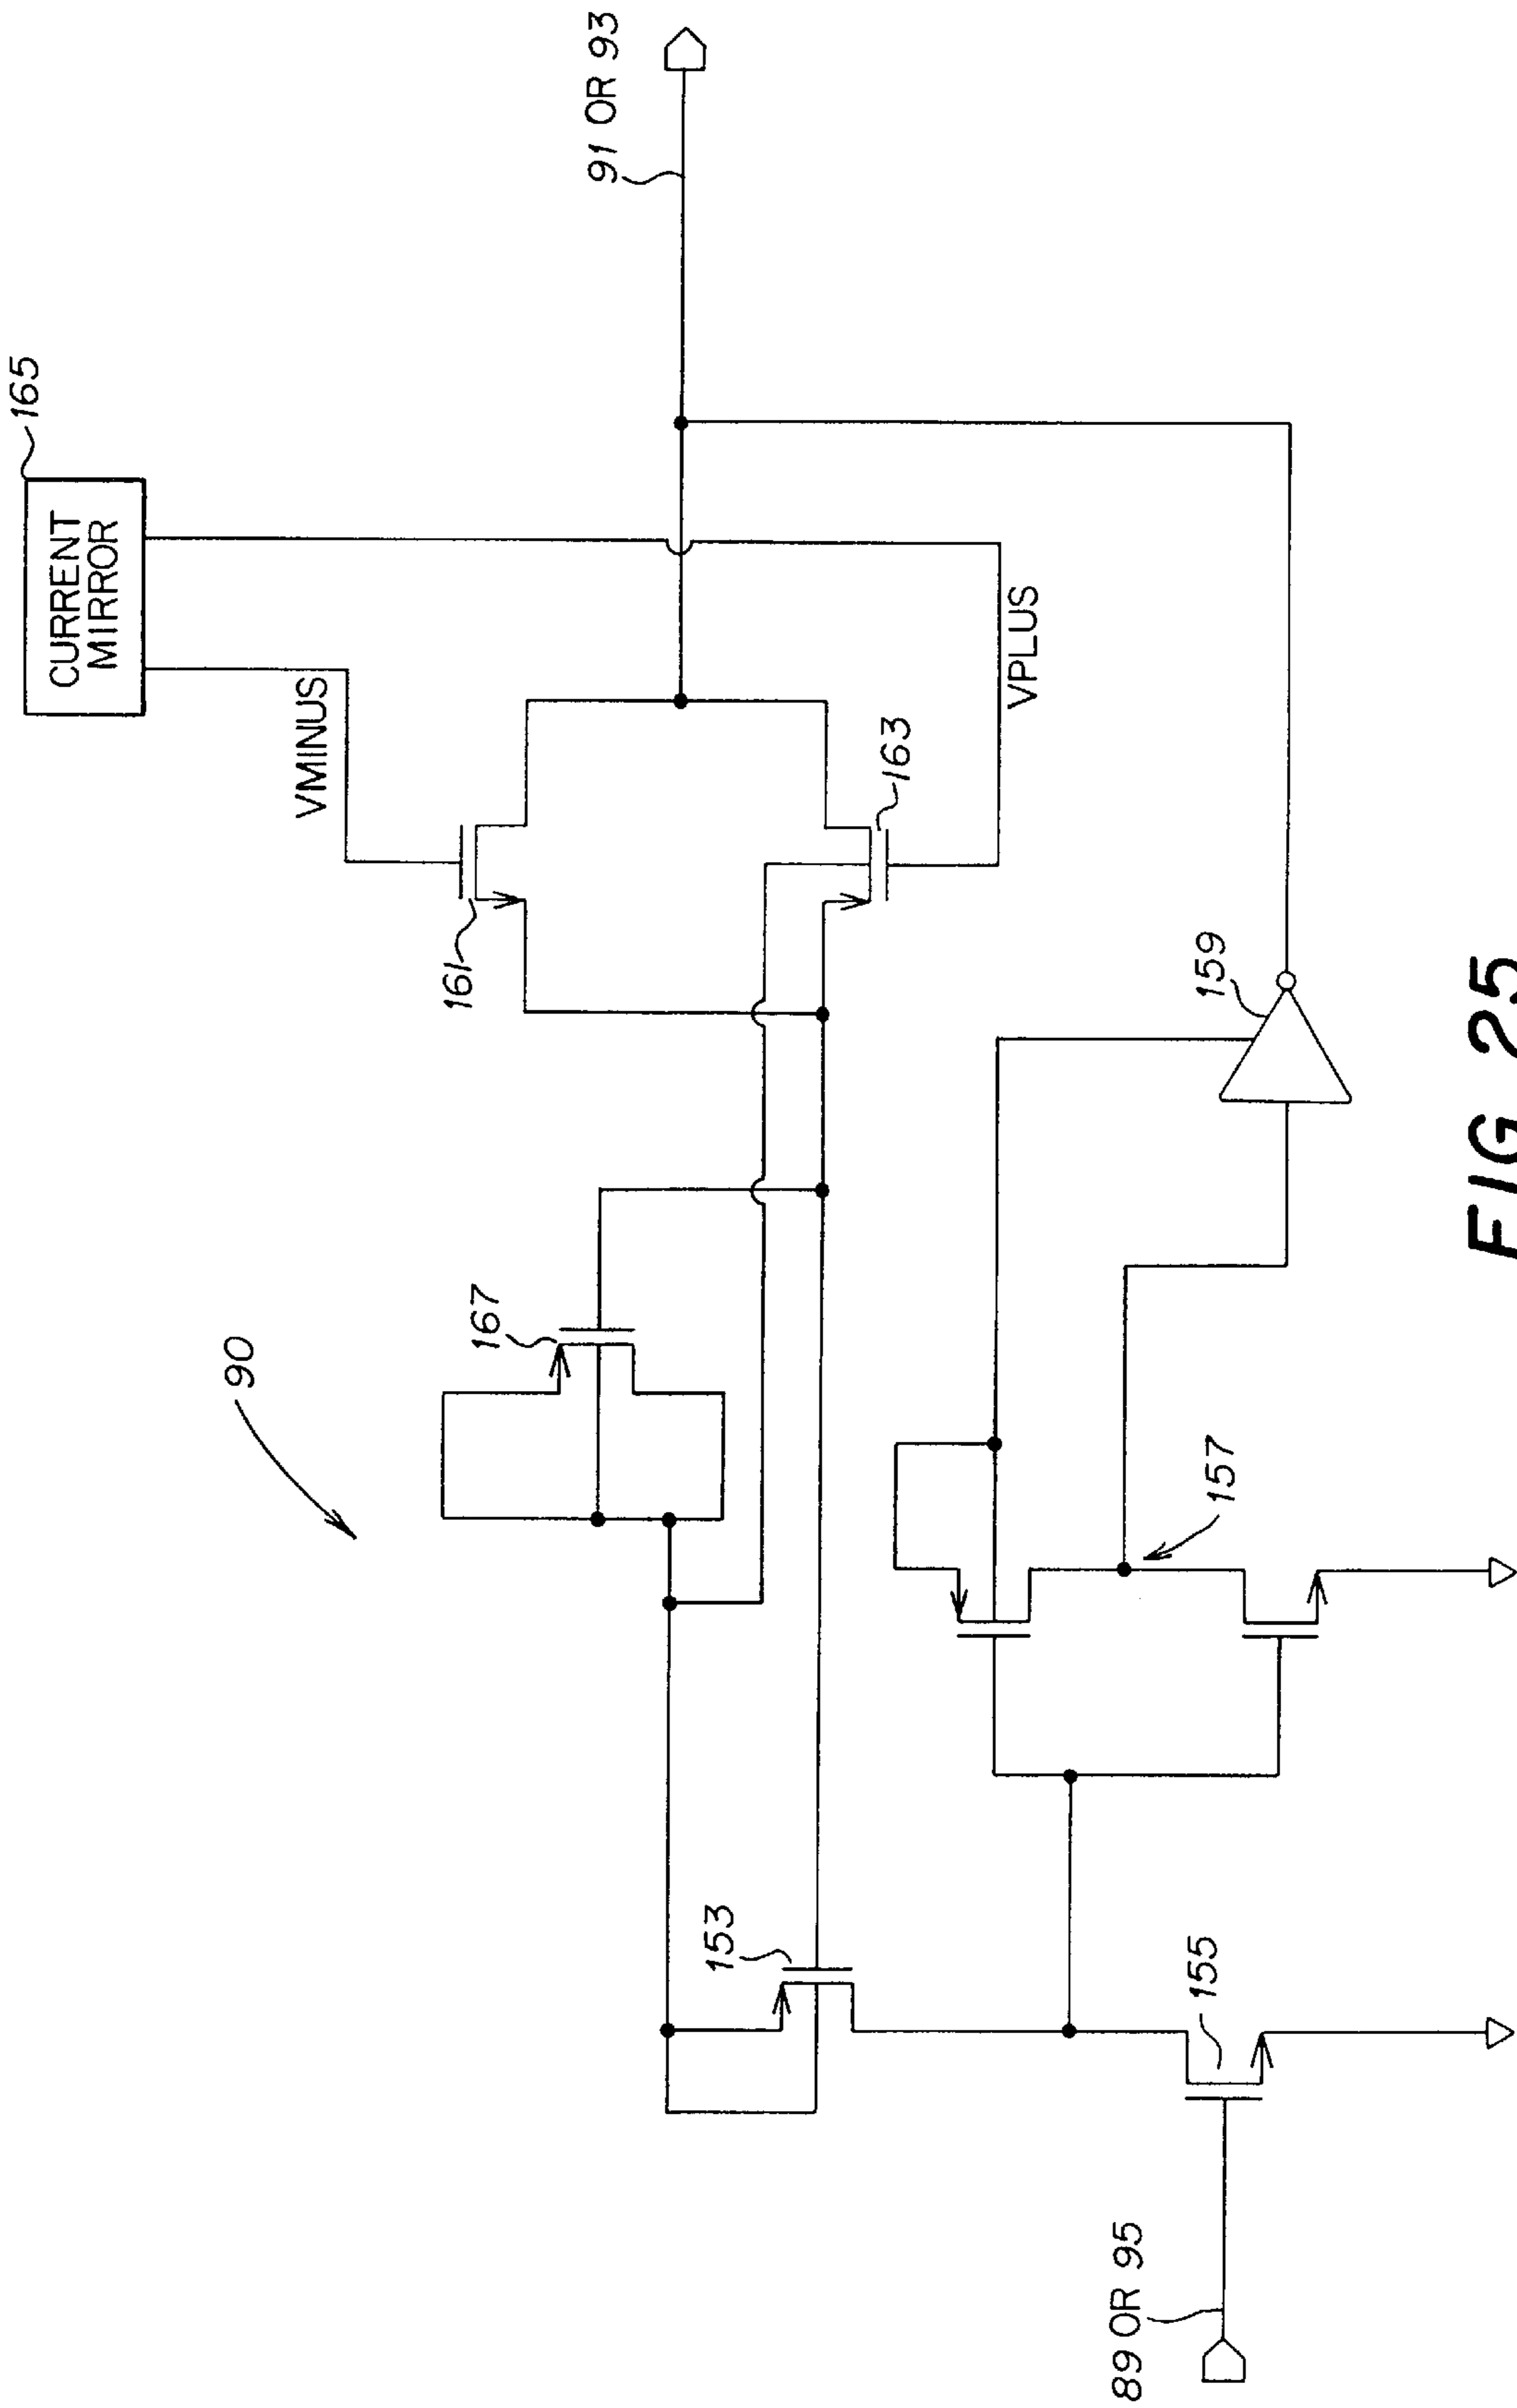 165
CURRENT
MIRROR
91 OR 93
VMINUS
161
163
VPLUS
90
167
159
153
157
155
89 OR 95
FIG 25